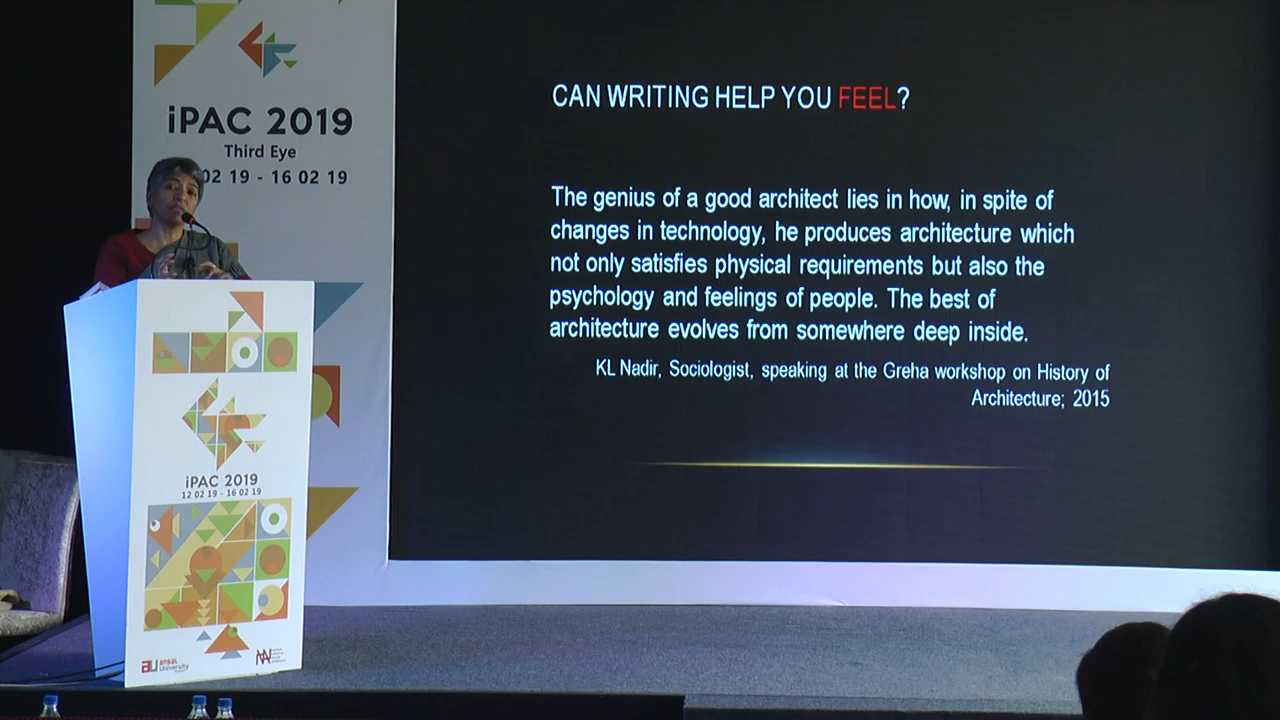 iPAC 2019
Third Eye
02 19 - 16 02 19
CAN WRITING HELP YOU FEEL?
The genius of a good architect lies in how, in spite of
changes in technology, he produces architecture which
not only satisfies physical requirements but also the
psychology and feelings of people. The best of
architecture evolves from somewhere deep inside.
KL Nadir, Sociologist, speaking at the Greha workshop on History of
Architecture; 2015
iPAC 2019
12 02 19 - 16 02 19
ansal
University